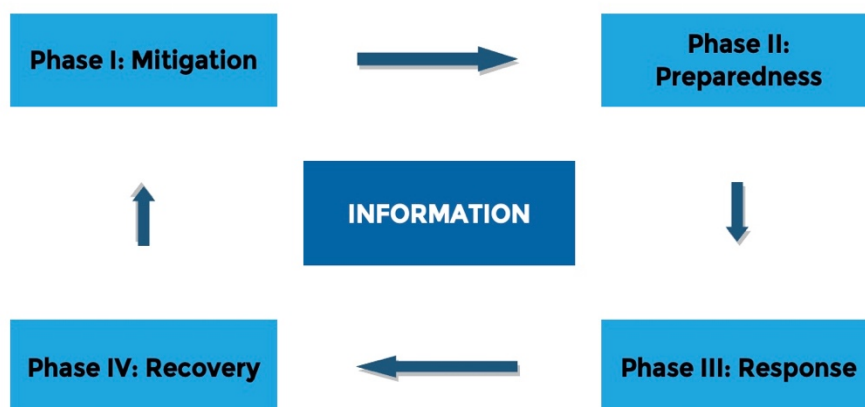 Phase I: Mitigation
Phase II:
Preparedness
INFORMATION
Phase IV: Recovery
Phase III: Response